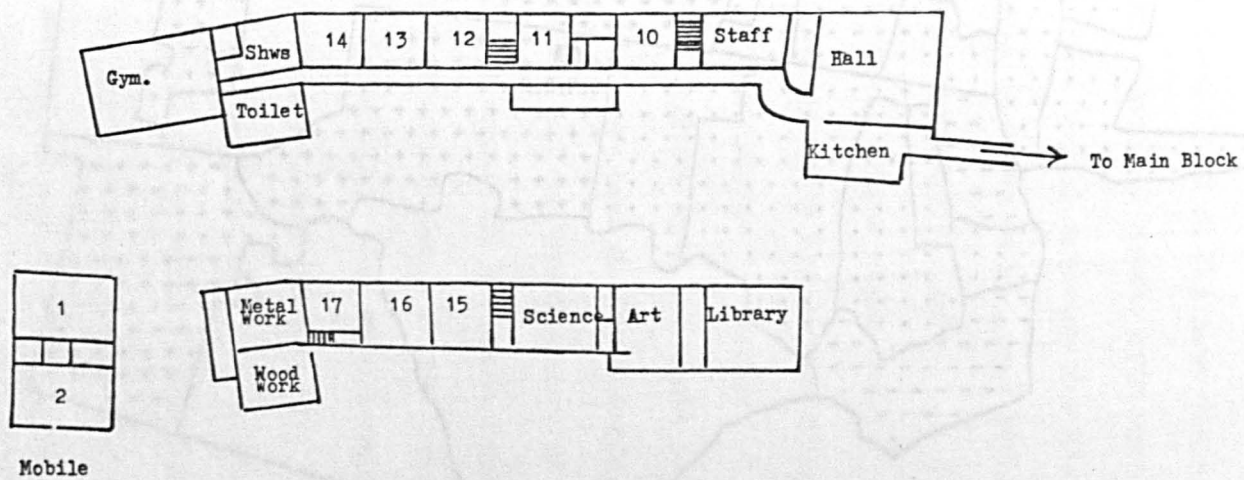 Gym.
Shws
14
13
12
11
10
Staff
Hall
Toilet
Kitchen
To Main Block
1
2
Mobile
Metal
work
17
16
15
Science
Art
Library
Wood
work